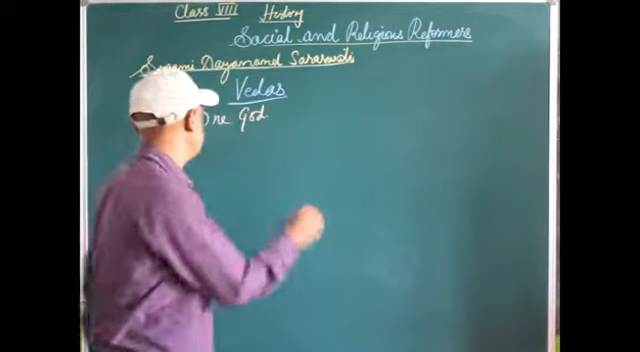 Class VIII History
Social and Religious Reformers
Swami Dayanand Saraswati
Vedas
One God